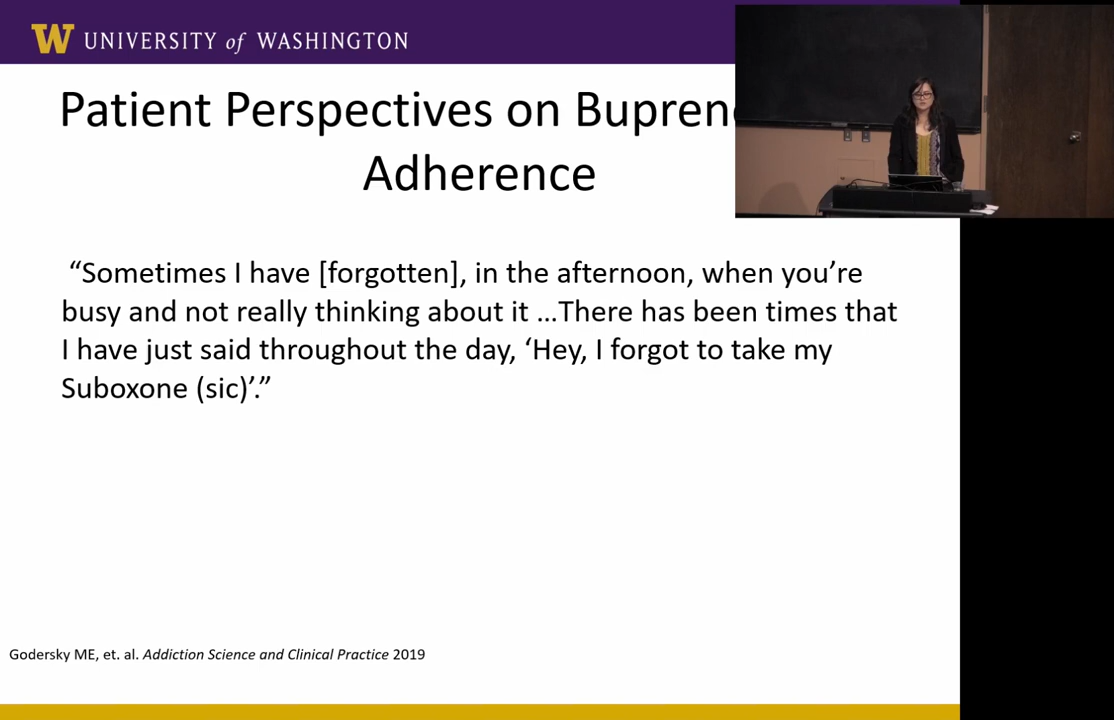 W UNIVERSITY of WASHINGTON
Patient Perspectives on
Adherence
“Sometimes I have [forgotten], in the afternoon, when you’re
busy and not really thinking about it …There has been times that
I have just said throughout the day, ‘Hey, I forgot to take my
Suboxone (sic)’.”
Godersky ME, et. al. Addiction Science and Clinical Practice 2019